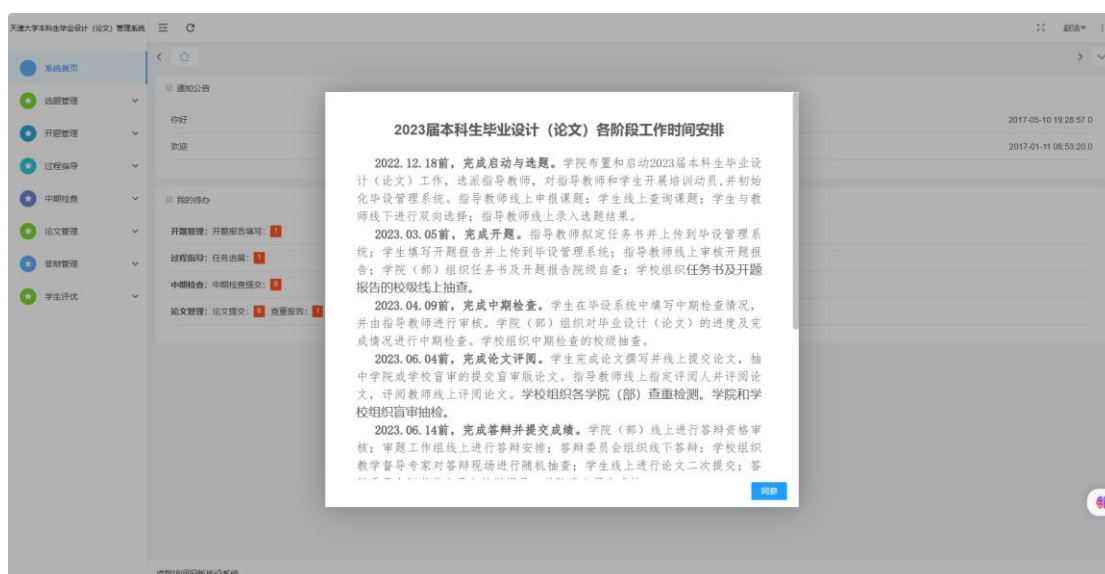 天津大学本科生毕业设计（论文）管理系统
赵洁
系统首页
选题管理
开题管理
过程指导
中期检查
论文管理
答辩管理
学生评优
通知公告
你好
2017-05-10 19:28:57.0
欢迎
2017-01-11 08:53:20.0
我的待办
开题管理：开题报告填写：1
过程指导：任务进展：1
中期检查：中期检查提交：0
论文管理：论文提交：0 查重报告：1
2023届本科生毕业设计（论文）各阶段工作时间安排
2022.12.18前，完成启动与选题。学院布置和启动2023届本科生毕业设
计（论文）工作，选派指导教师，对指导教师和学生开展培训动员,并初始
化毕设管理系统。指导教师线上申报课题；学生线上查询课题；学生与教
师线下进行双向选择；指导教师线上录入选题结果。
2023.03.05前，完成开题。指导教师拟定任务书并上传到毕设管理系
统；学生填写开题报告并上传到毕设管理系统；指导教师线上审核开题报
告；学院（部）组织任务书及开题报告院级自查；学校组织任务书及开题
报告的校级线上抽查。
2023.04.09前，完成中期检查。学生在毕设系统中填写中期检查情况，
并由指导教师进行审核。学院（部）组织对毕业设计（论文）的进度及完
成情况进行中期检查。学校组织中期检查的校级抽查。
2023.06.04前，完成论文评阅。学生完成论文撰写并线上提交论文，抽
中学院或学校盲审的提交盲审版论文。指导教师线上指定评阅人并评阅论
文，评阅教师线上评阅论文。学校组织各学院（部）查重检测。学院和学
校组织盲审抽检。
2023.06.14前，完成答辩并提交成绩。学院（部）线上进行答辩资格审
核；审题工作组线上进行答辩安排；答辩委员会组织线下答辩；学校组织
教学督导专家对答辩现场进行随机抽查；学生线上进行论文二次提交；答
同意